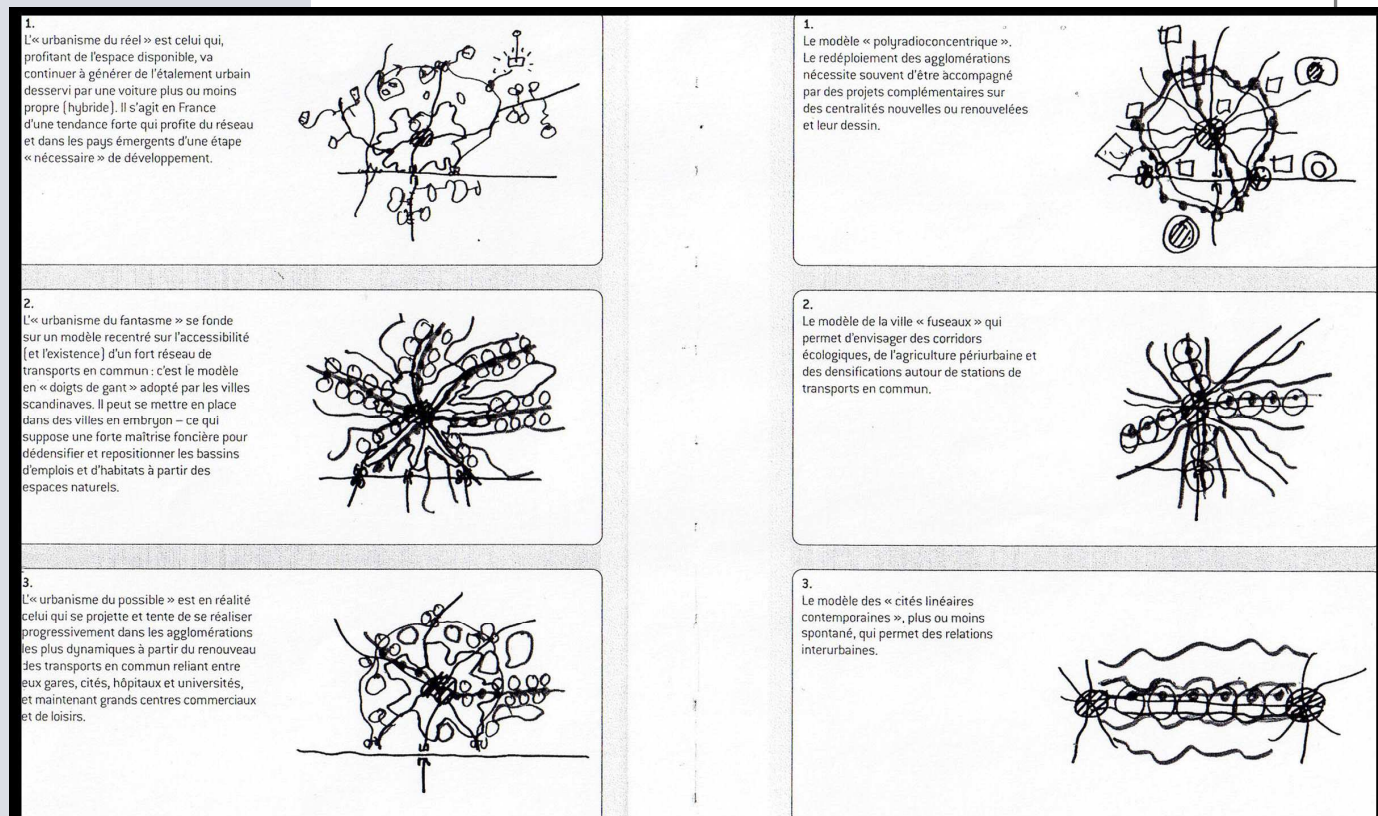 1.
L'« urbanisme du réel » est celui qui,
profitant de l'espace disponible, va
continuer à générer de l'étalement urbain
desservi par une voiture plus ou moins
propre (hybride). Il s'agit en France
d'une tendance forte qui profite du réseau
et dans les pays émergents d'une étape
« nécessaire » de développement.
2.
L'« urbanisme du fantasme » se fonde
sur un modèle recentré sur l'accessibilité
(et l'existence) d'un fort réseau de
transports en commun : c'est le modèle
en « doigts de gant » adopté par les villes
scandinaves. Il peut se mettre en place
dans des villes en embryon – ce qui
suppose une forte maîtrise foncière pour
dédensifier et repositionner les bassins
d'emplois et d'habitats à partir des
espaces naturels.
3.
L'« urbanisme du possible » est en réalité
celui qui se projette et tente de se réaliser
progressivement dans les agglomérations
les plus dynamiques à partir du renouveau
des transports en commun reliant entre
eux gares, cités, hôpitaux et universités,
et maintenant grands centres commerciaux
et de loisirs.
1.
Le modèle « polyradioconcentrique ».
Le redéploiement des agglomérations
nécessite souvent d'être accompagné
par des projets complémentaires sur
des centralités nouvelles ou renouvelées
et leur dessin.
2.
Le modèle de la ville « fuseaux » qui
permet d'envisager des corridors
écologiques, de l'agriculture périurbaine et
des densifications autour de stations de
transports en commun.
3.
Le modèle des « cités linéaires
contemporaines », plus ou moins
spontané, qui permet des relations
interurbaines.